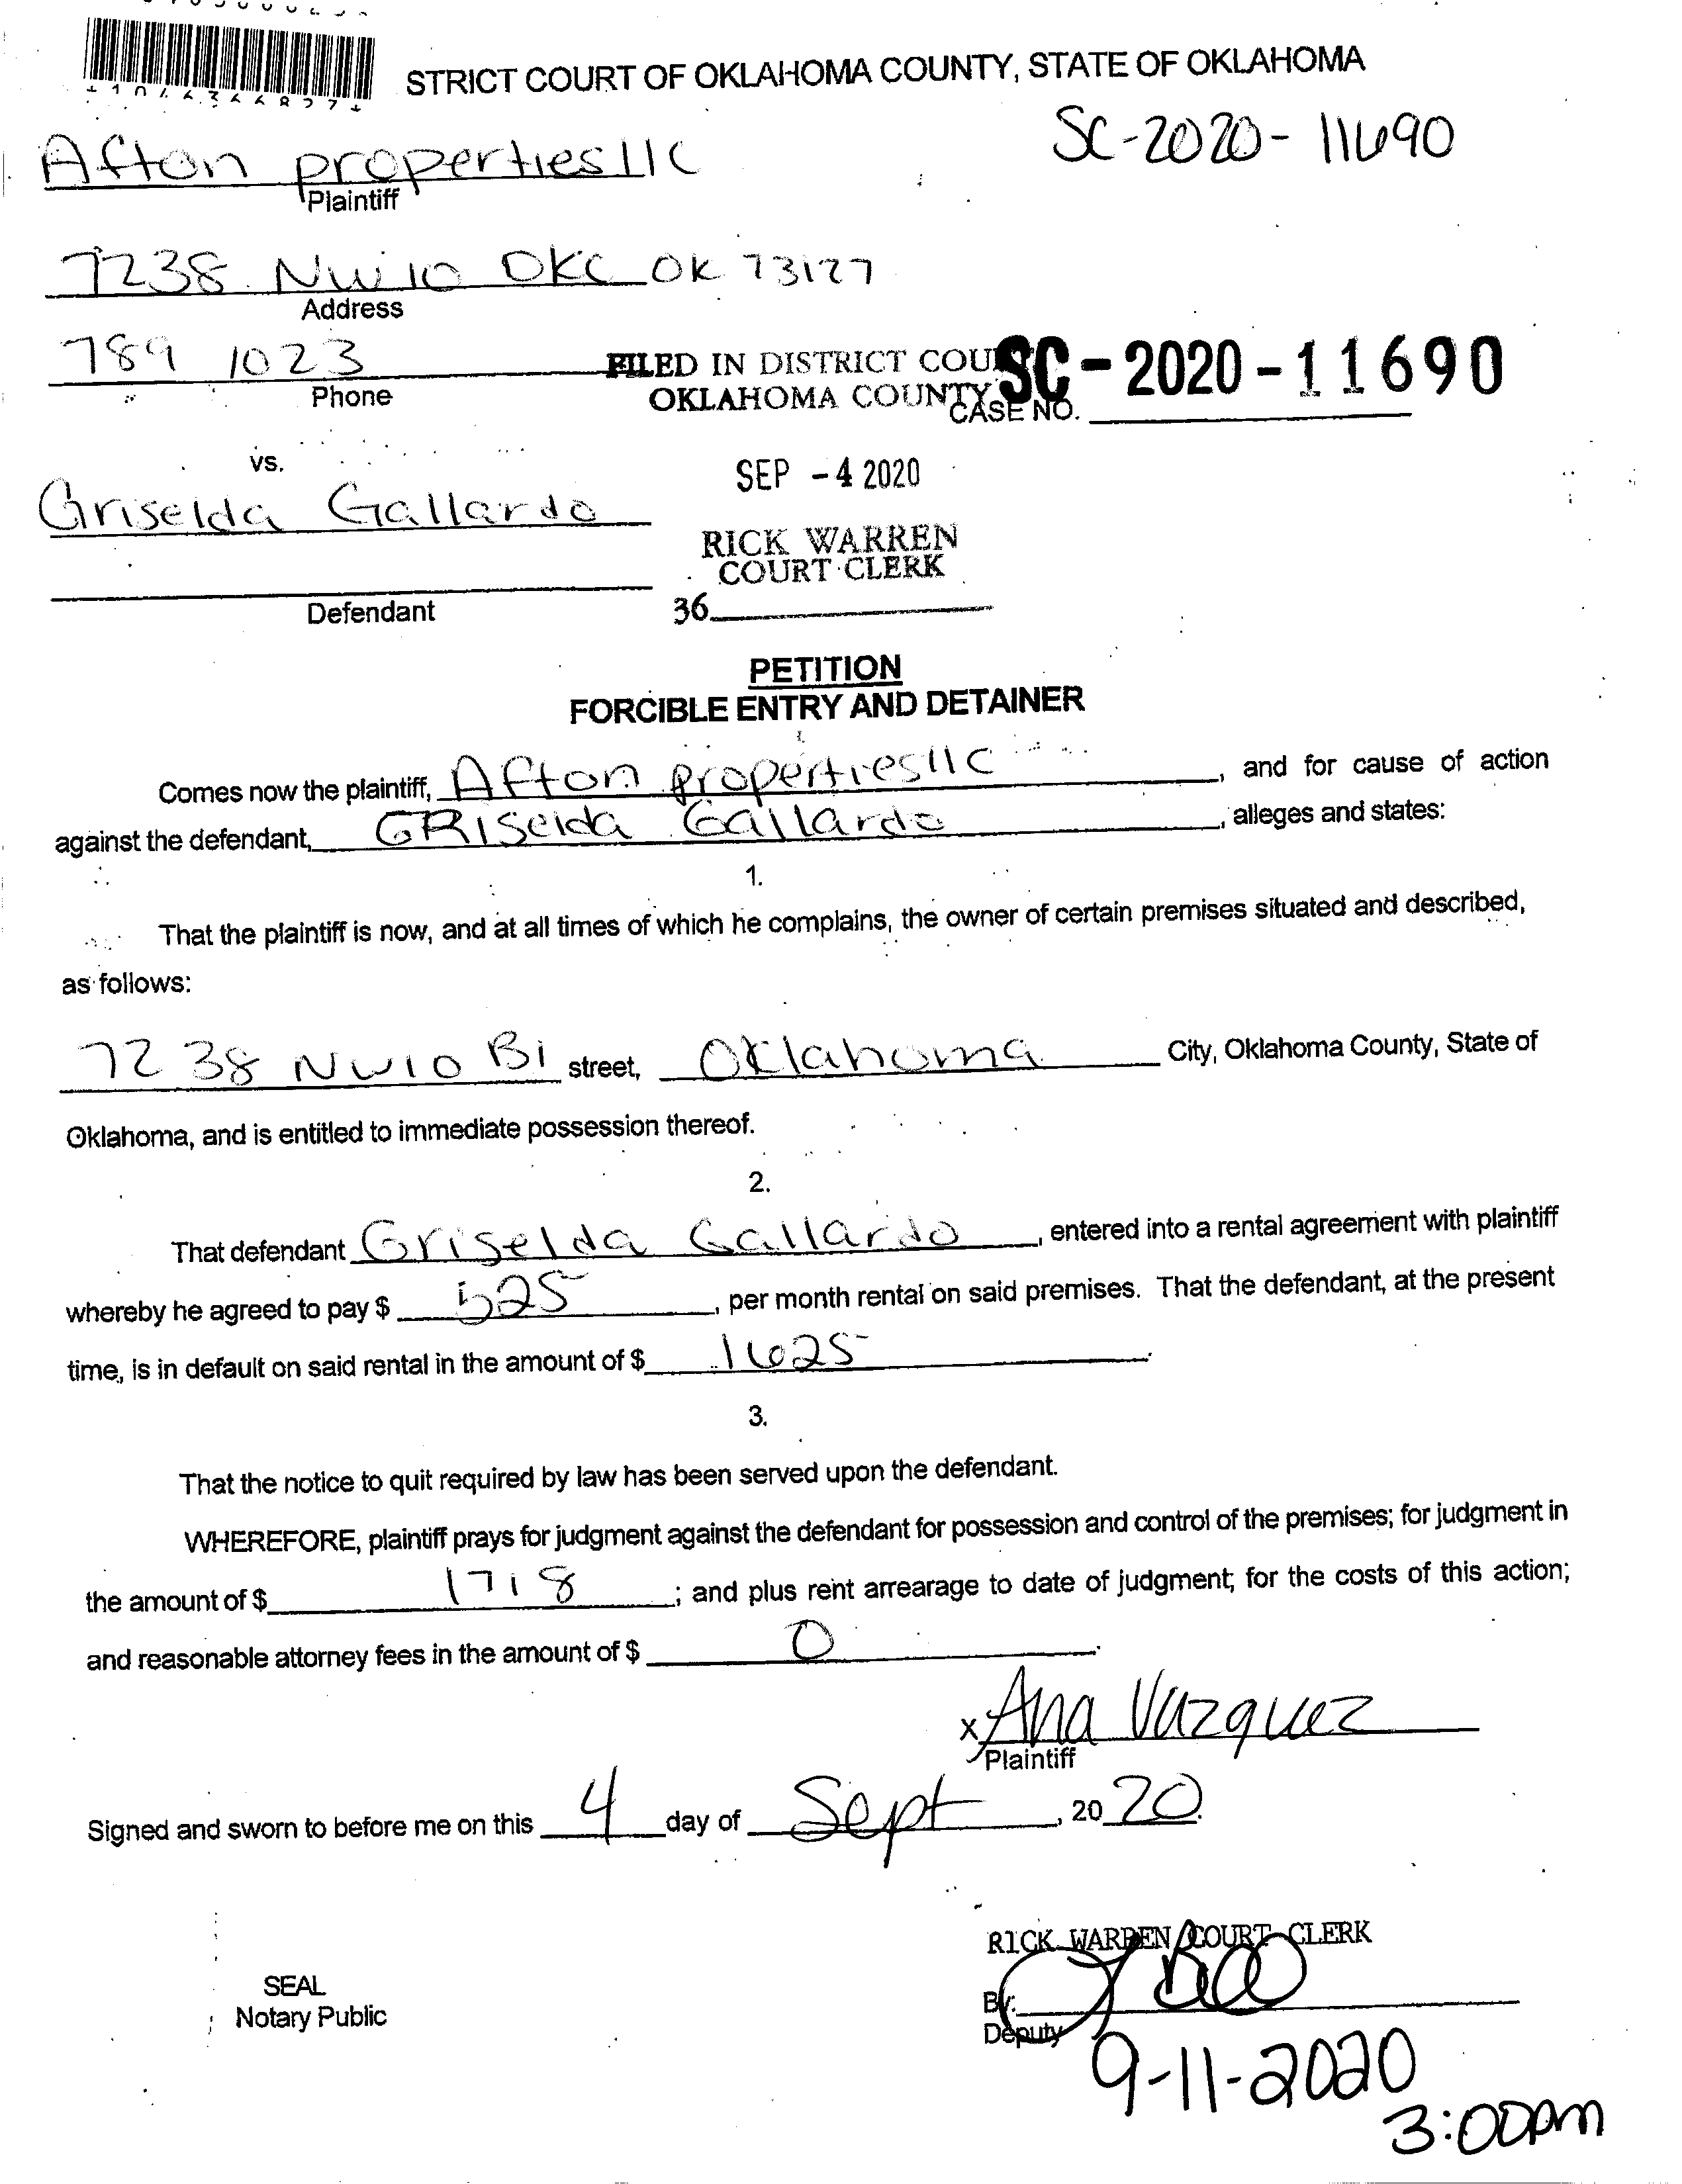 STRICT COURT OF OKLAHOMA COUNTY, STATE OF OKLAHOMA
SC-2020-11690
Afton properties llc
Plaintiff
7238 NW 10 OKC OK 73127
Address
789 1023
Phone
FILED IN DISTRICT COU
OKLAHOMA COUNTY
SC-2020-11690
CASE NO.
vs.
SEP -4 2020
Griselda Gallardo
RICK WARREN
COURT CLERK
Defendant
36
PETITION
FORCIBLE ENTRY AND DETAINER
Comes now the plaintiff, Afton properties llc, and for cause of action
against the defendant, GRiselda Gallardo, alleges and states:
1.
That the plaintiff is now, and at all times of which he complains, the owner of certain premises situated and described,
as follows:
7238 NW 10 B1 street, Oklahoma City, Oklahoma County, State of
Oklahoma, and is entitled to immediate possession thereof.
2.
That defendant Griselda Gallardo, entered into a rental agreement with plaintiff
whereby he agreed to pay $ 525, per month rental on said premises. That the defendant, at the present
time, is in default on said rental in the amount of $ 1625.
3.
That the notice to quit required by law has been served upon the defendant.
WHEREFORE, plaintiff prays for judgment against the defendant for possession and control of the premises; for judgment in
the amount of $ 1718; and plus rent arrearage to date of judgment; for the costs of this action;
and reasonable attorney fees in the amount of $ 0.
x Ana Vazquez
Plaintiff
Signed and sworn to before me on this 4 day of Sept, 2020.
RICK WARREN COURT CLERK
SEAL
By:
Notary Public
Deputy
9-11-2020
3:00pm